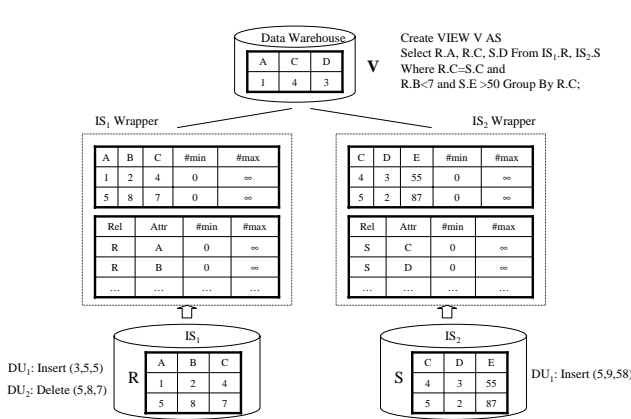 Data Warehouse
A C D
1 4 3
V
Create VIEW V AS
Select R.A, R.C, S.D From IS1.R, IS2.S
Where R.C=S.C and
R.B<7 and S.E >50 Group By R.C;
IS1 Wrapper
A B C #min #max
1 2 4 0 ∞
5 8 7 0 ∞
Rel Attr #min #max
R A 0 ∞
R B 0 ∞
... ... ... ...
IS2 Wrapper
C D E #min #max
4 3 55 0 ∞
5 2 87 0 ∞
Rel Attr #min #max
S C 0 ∞
S D 0 ∞
... ... ... ...
DU1: Insert (3,5,5)
DU2: Delete (5,8,7)
IS1
R
A B C
1 2 4
5 8 7
IS2
S
C D E
4 3 55
5 2 87
DU1: Insert (5,9,58)